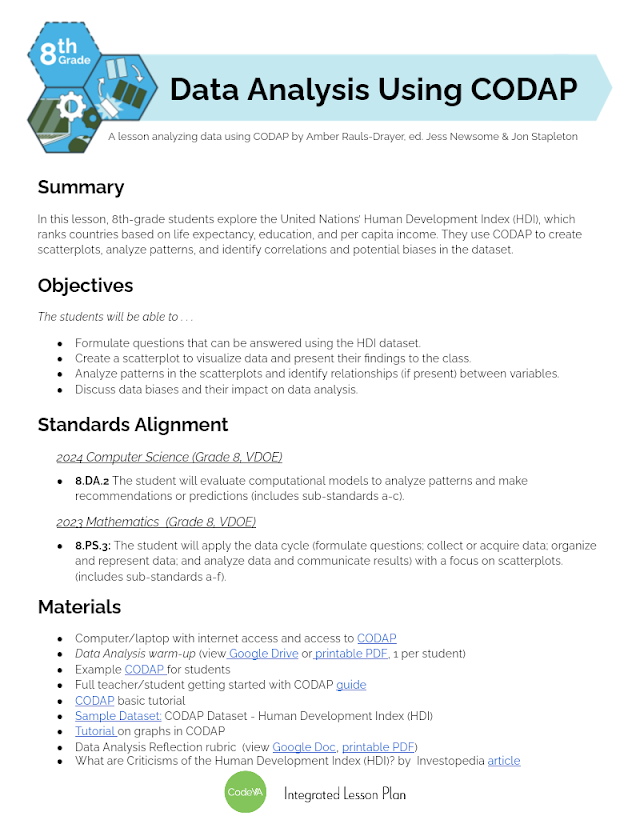 8th
Grade
Data Analysis Using CODAP
A lesson analyzing data using CODAP by Amber Rauls-Drayer, ed. Jess Newsome & Jon Stapleton
Summary
In this lesson, 8th-grade students explore the United Nations' Human Development Index (HDI), which
ranks countries based on life expectancy, education, and per capita income. They use CODAP to create
scatterplots, analyze patterns, and identify correlations and potential biases in the dataset.
Objectives
The students will be able to . . .
● Formulate questions that can be answered using the HDI dataset.
● Create a scatterplot to visualize data and present their findings to the class.
● Analyze patterns in the scatterplots and identify relationships (if present) between variables.
● Discuss data biases and their impact on data analysis.
Standards Alignment
2024 Computer Science (Grade 8, VDOE)
● 8.DA.2 The student will evaluate computational models to analyze patterns and make
recommendations or predictions (includes sub-standards a-c).
2023 Mathematics (Grade 8, VDOE)
● 8.PS.3: The student will apply the data cycle (formulate questions; collect or acquire data; organize
and represent data; and analyze data and communicate results) with a focus on scatterplots.
(includes sub-standards a-f).
Materials
● Computer/laptop with internet access and access to CODAP
● Data Analysis warm-up (view Google Drive or printable PDF, 1 per student)
● Example CODAP for students
● Full teacher/student getting started with CODAP guide
● CODAP basic tutorial
● Sample Dataset: CODAP Dataset - Human Development Index (HDI)
● Tutorial on graphs in CODAP
● Data Analysis Reflection rubric (view Google Doc, printable PDF)
● What are Criticisms of the Human Development Index (HDI)? by Investopedia article
CodeVA
Integrated Lesson Plan